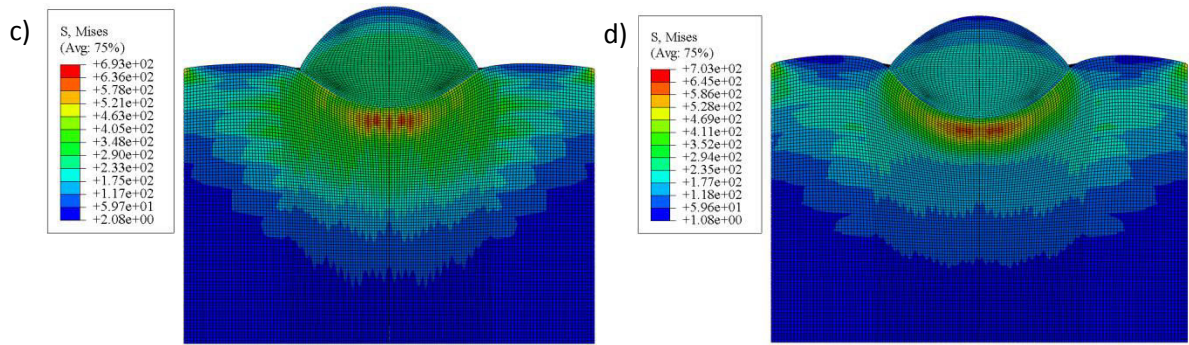 c)
S, Mises
(Avg: 75%)
+6.93e+02
+6.36e+02
+5.78e+02
+5.21e+02
+4.63e+02
+4.05e+02
+3.48e+02
+2.90e+02
+2.33e+02
+1.75e+02
+1.17e+02
+5.97e+01
+2.08e+00
d)
S, Mises
(Avg: 75%)
+7.03e+02
+6.45e+02
+5.86e+02
+5.28e+02
+4.69e+02
+4.11e+02
+3.52e+02
+2.94e+02
+2.35e+02
+1.77e+02
+1.18e+02
+5.96e+01
+1.08e+00